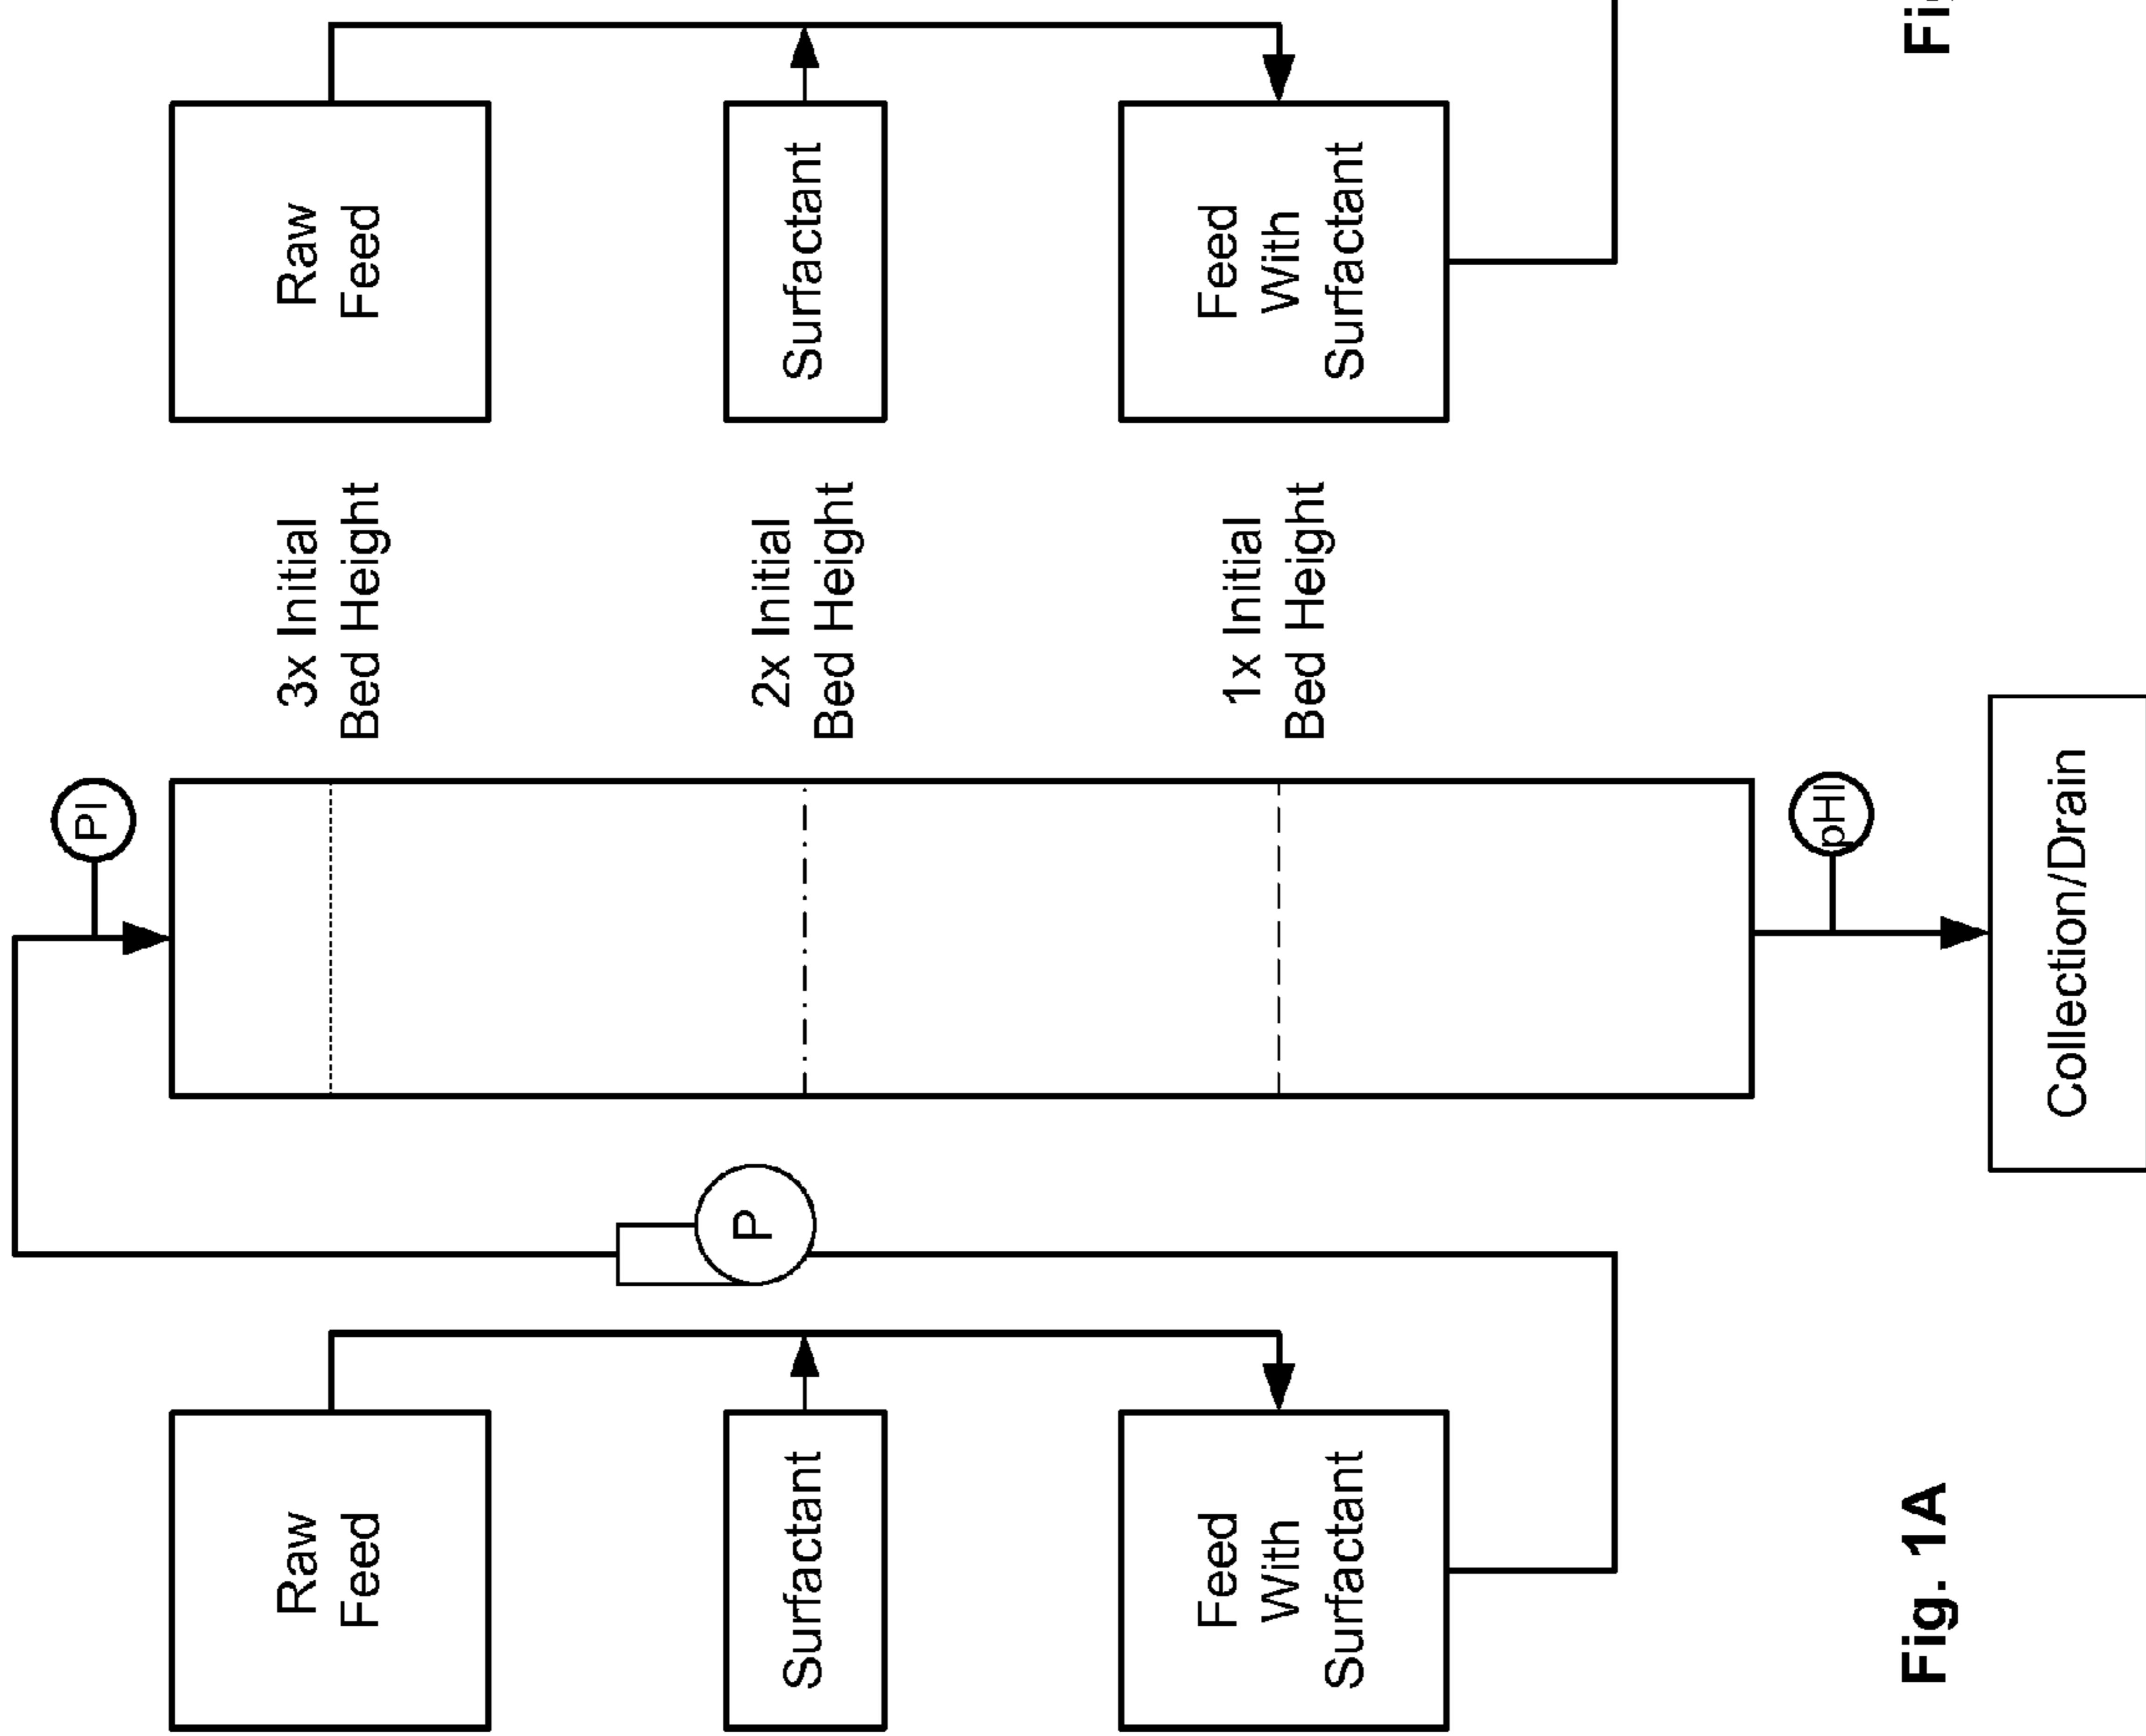 Raw
Feed
Surfactant
Feed
With
Surfactant
P
PI
3x Initial
Bed Height
2x Initial
Bed Height
1x Initial
Bed Height
pHI
Collection/Drain
Fig. 1A
Raw
Feed
Surfactant
Feed
With
Surfactant